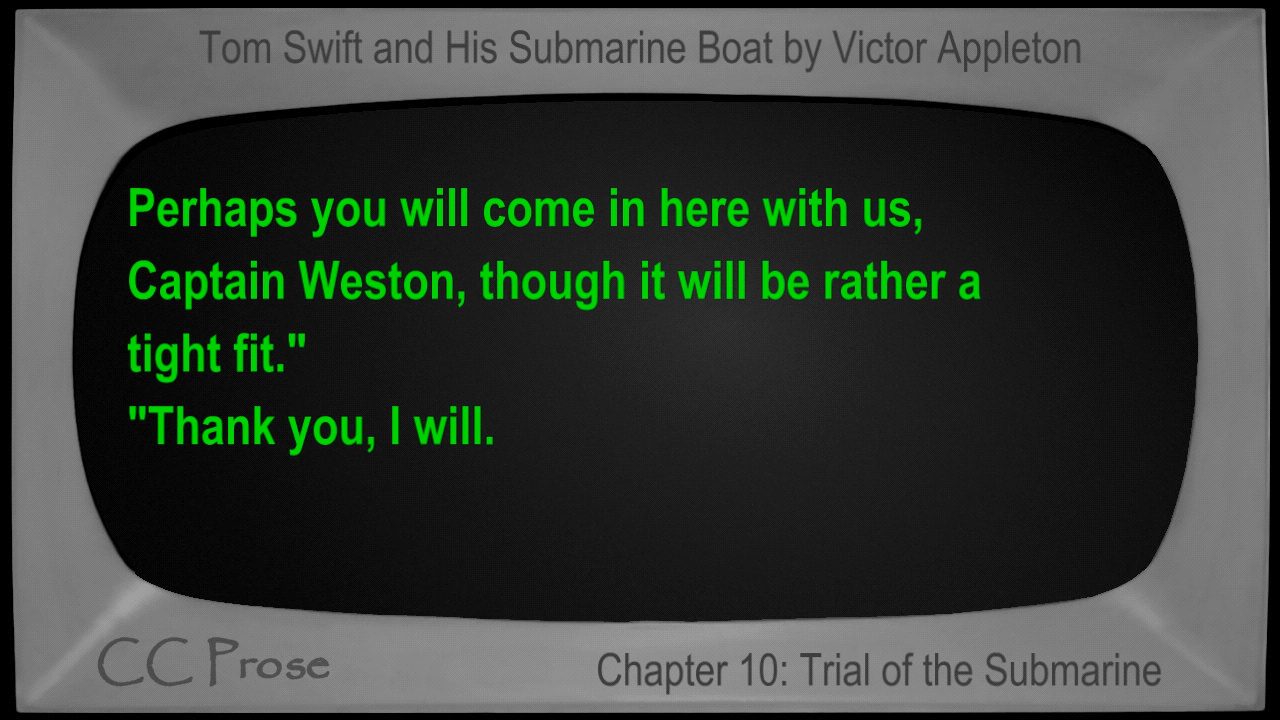 Tom Swift and His Submarine Boat by Victor Appleton
Perhaps you will come in here with us,
Captain Weston, though it will be rather a
tight fit."
"Thank you, I will.
CC Prose
Chapter 10: Trial of the Submarine